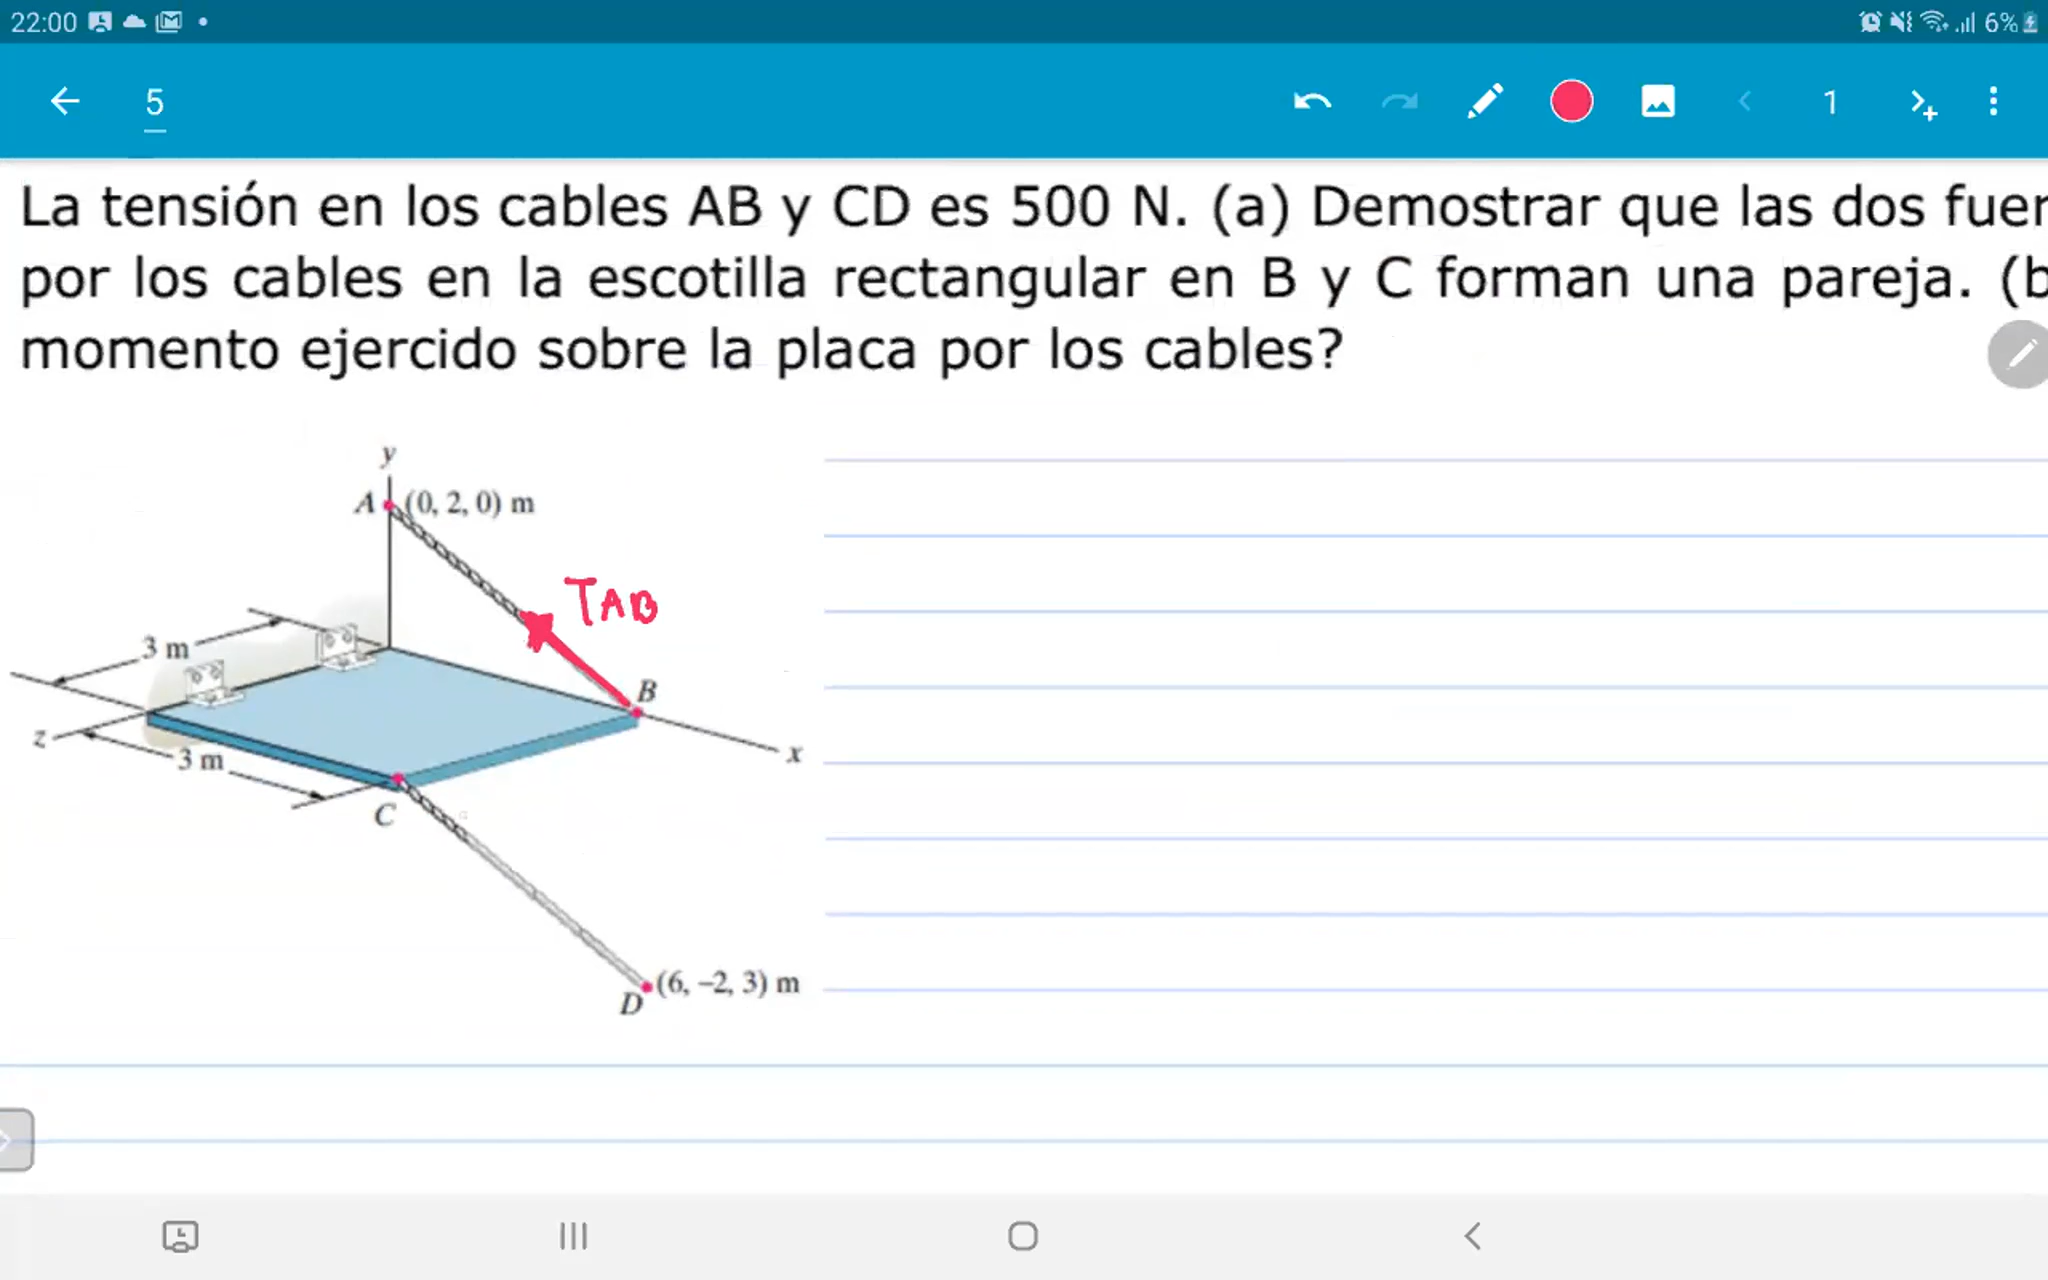 22:00
6%
5
1
La tensión en los cables AB y CD es 500 N. (a) Demostrar que las dos fuer
por los cables en la escotilla rectangular en B y C forman una pareja. (b
momento ejercido sobre la placa por los cables?
y
A (0, 2, 0) m
TAB
3 m
B
z
3 m
x
C
D (6, –2, 3) m